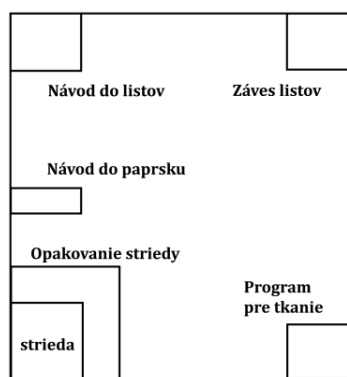 Návod do listov
Záves listov
Návod do paprsku
Opakovanie striedy
Program
pre tkanie
strieda